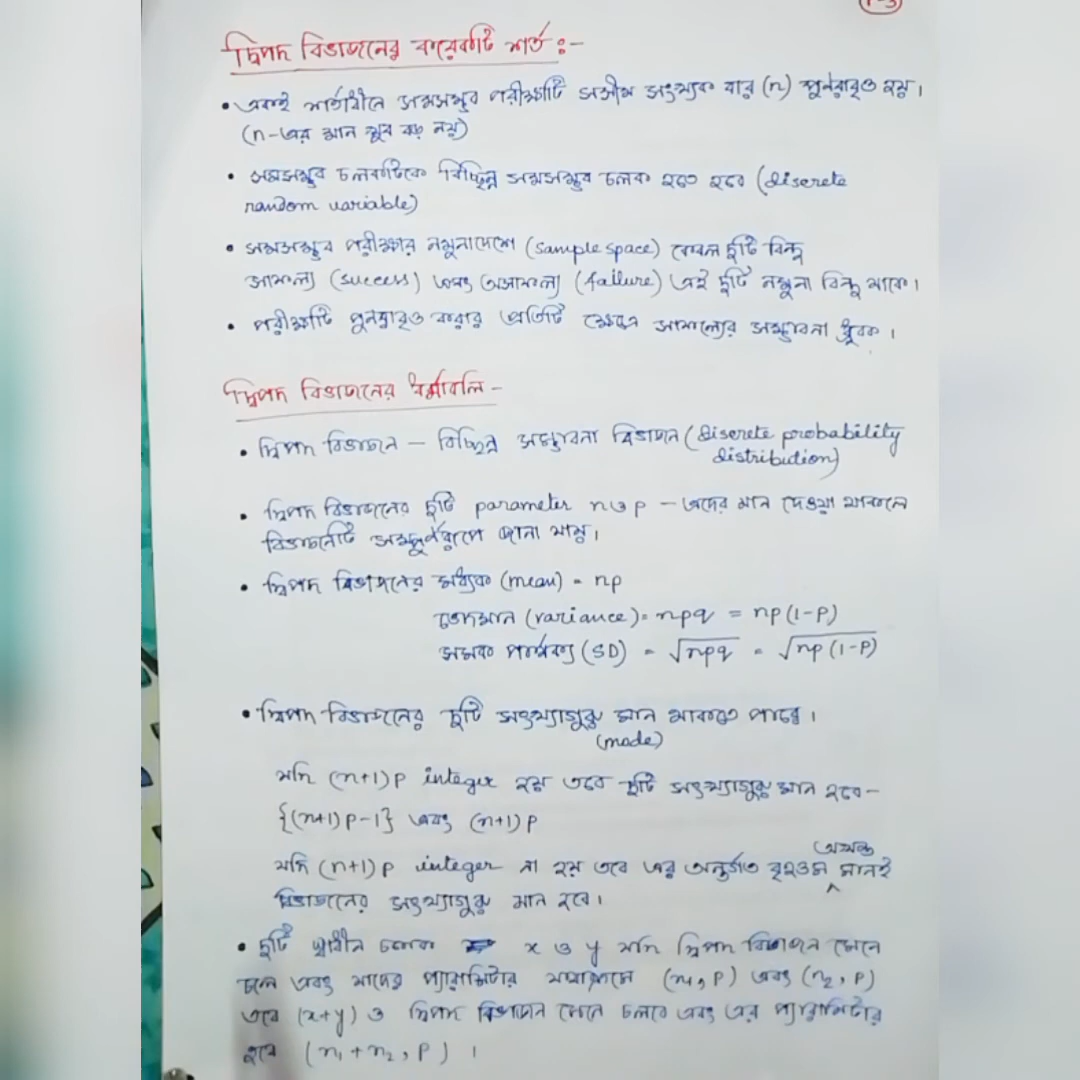 P-3
দ্বিপদ বিভাজনের কয়েকটি শর্ত :-
• একই শর্তাধীনে সমসম্ভব পরীক্ষাটি সসীম সংখ্যক বার (n) পুনরাবৃত্ত হয়।
(n-এর মান খুব বড় নয়)
• সমসম্ভব চলকটিকে বিচ্ছিন্ন সমসম্ভব চলক হতে হবে (discrete
random variable)
• সমসম্ভব পরীক্ষার নমুনাদেশে (sample space) কেবল দুটি বিন্দু
সাফল্য (success) এবং অসাফল্য (failure) এই দুটি নমুনা বিন্দু থাকে।
• পরীক্ষাটি পুনরাবৃত্ত করার প্রতিটি ক্ষেত্রে সাফল্যের সম্ভাবনা ধ্রুবক।
দ্বিপদ বিভাজনের ধর্মাবলি -
• দ্বিপদ বিভাজন - বিচ্ছিন্ন সম্ভাবনা বিভাজন (discrete probability
distribution)
• দ্বিপদ বিভাজনের দুটি parameter n ও p - এদের মান দেওয়া থাকলে
বিভাজনটি সম্পূর্ণরূপে জানা যায়।
• দ্বিপদ বিভাজনের মধ্যক (mean) = np
ভেদমান (variance) = npq = np(1-P)
সমক পার্থক্য (SD) = √npq = √np(1-P)
• দ্বিপদ বিভাজনের দুটি সংখ্যাগুরু মান থাকতে পারে।
(mode)
যদি (n+1)P integer হয় তবে দুটি সংখ্যাগুরু মান হবে-
{(n+1)P-1} এবং (n+1)P
যদি (n+1)P integer না হয় তবে এর অন্তর্গত বৃহত্তম অখন্ড মানই
বিভাজনের সংখ্যাগুরু মান হবে।
• দুটি স্বাধীন চলক x ও y যদি দ্বিপদ বিভাজন মেনে
চলে এবং যাদের প্যারামিটার যথাক্রমে (n₁, P) এবং (n₂, P)
তবে (x+y) ও দ্বিপদ বিভাজন মেনে চলবে এবং এর প্যারামিটার
হবে (n₁ + n₂, P) ।